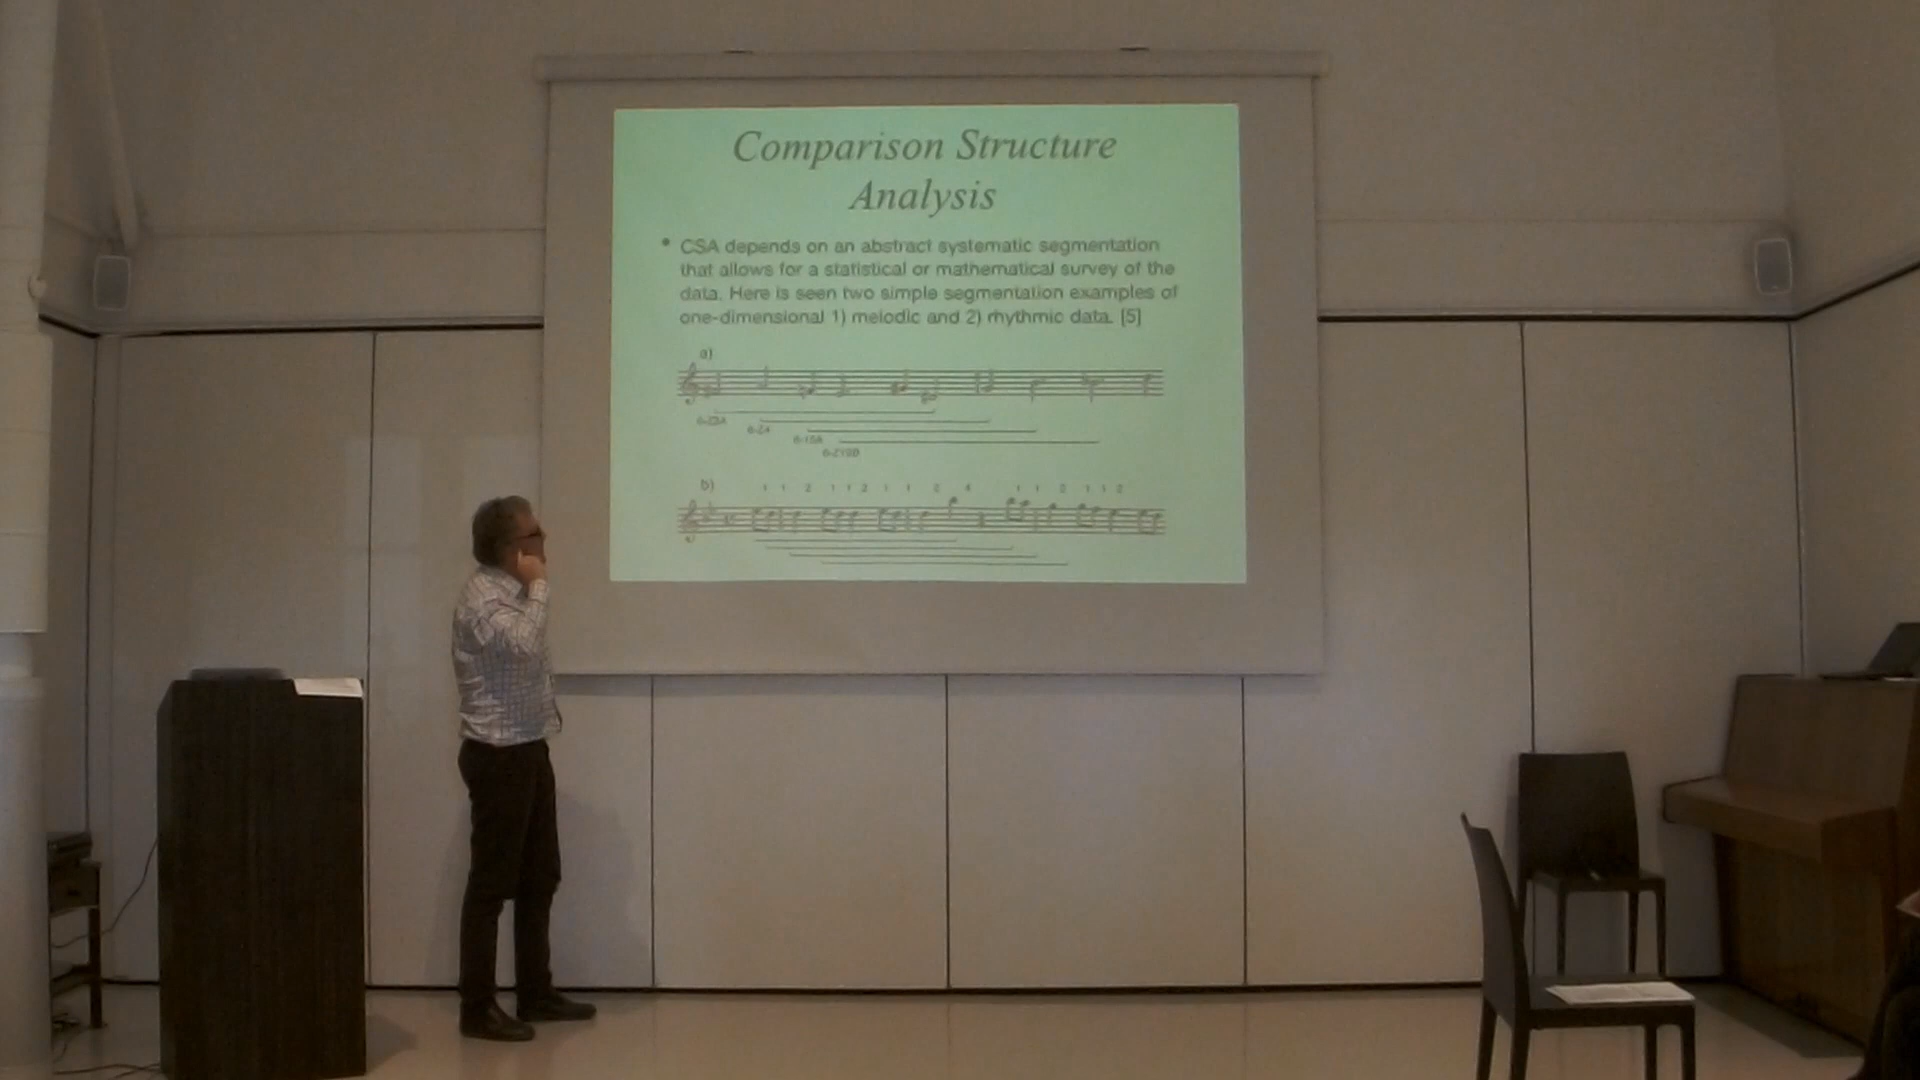 Comparison Structure
Analysis
• CSA depends on an abstract systematic segmentation
that allows for a statistical or mathematical survey of the
data. Here is seen two simple segmentation examples of
one-dimensional 1) melodic and 2) rhythmic data. [5]
a)
b)